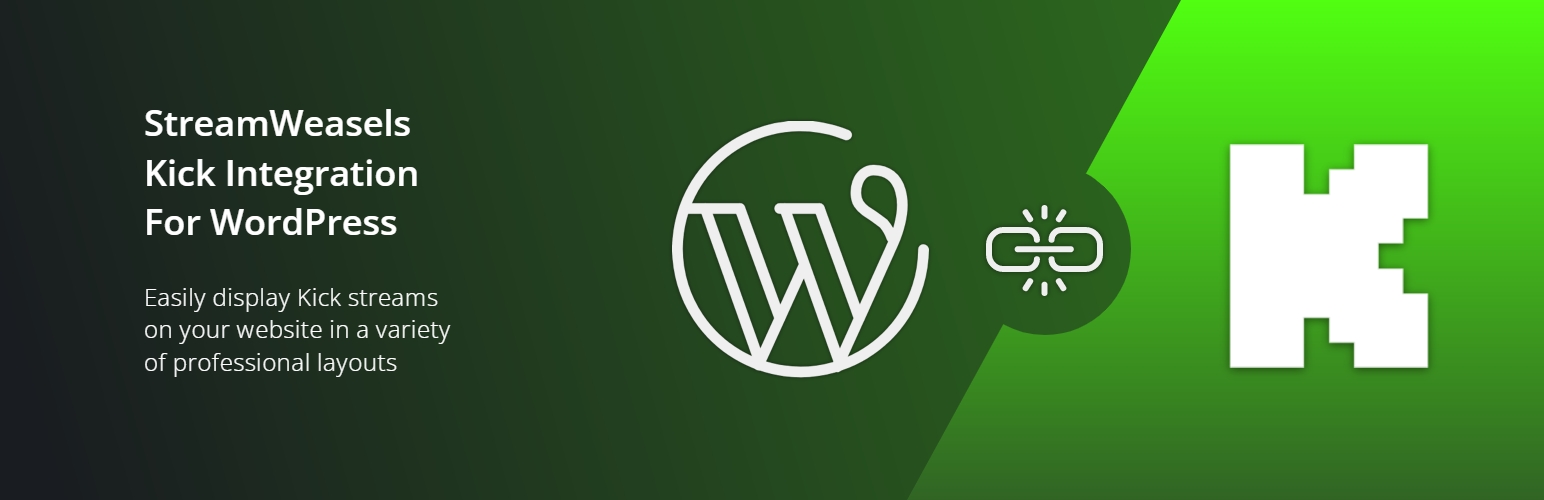 StreamWeasels
Kick Integration
For WordPress
Easily display Kick streams
on your website in a variety
of professional layouts